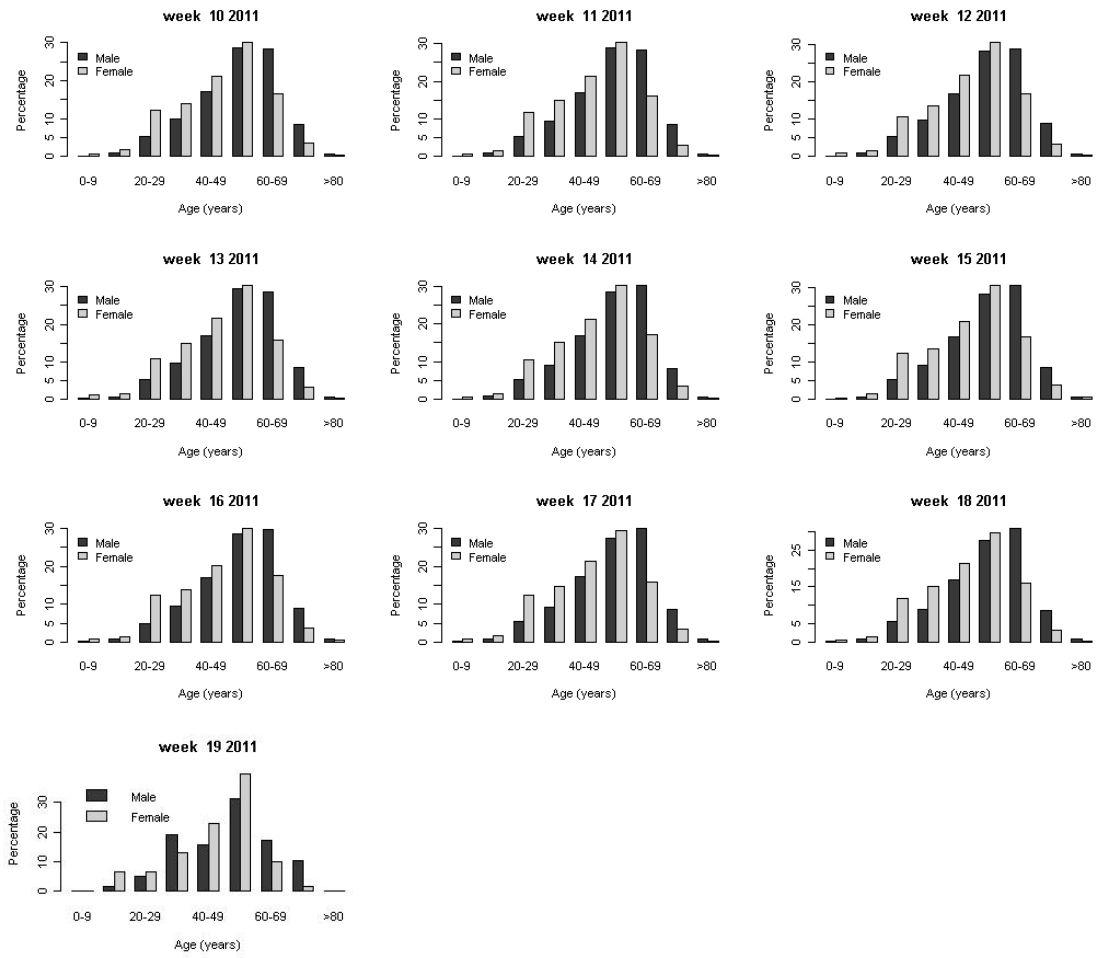 week 10 2011
Percentage
30
20
10
5
0
Male
Female
0-9 20-29 40-49 60-69 >80
Age (years)
week 11 2011
Percentage
30
20
10
5
0
Male
Female
0-9 20-29 40-49 60-69 >80
Age (years)
week 12 2011
Percentage
30
20
10
5
0
Male
Female
0-9 20-29 40-49 60-69 >80
Age (years)
week 13 2011
Percentage
30
20
10
5
0
Male
Female
0-9 20-29 40-49 60-69 >80
Age (years)
week 14 2011
Percentage
30
20
10
5
0
Male
Female
0-9 20-29 40-49 60-69 >80
Age (years)
week 15 2011
Percentage
30
20
10
5
0
Male
Female
0-9 20-29 40-49 60-69 >80
Age (years)
week 16 2011
Percentage
30
20
10
5
0
Male
Female
0-9 20-29 40-49 60-69 >80
Age (years)
week 17 2011
Percentage
30
20
10
5
0
Male
Female
0-9 20-29 40-49 60-69 >80
Age (years)
week 18 2011
Percentage
25
15
5
0
Male
Female
0-9 20-29 40-49 60-69 >80
Age (years)
week 19 2011
Percentage
30
20
10
0
Male
Female
0-9 20-29 40-49 60-69 >80
Age (years)